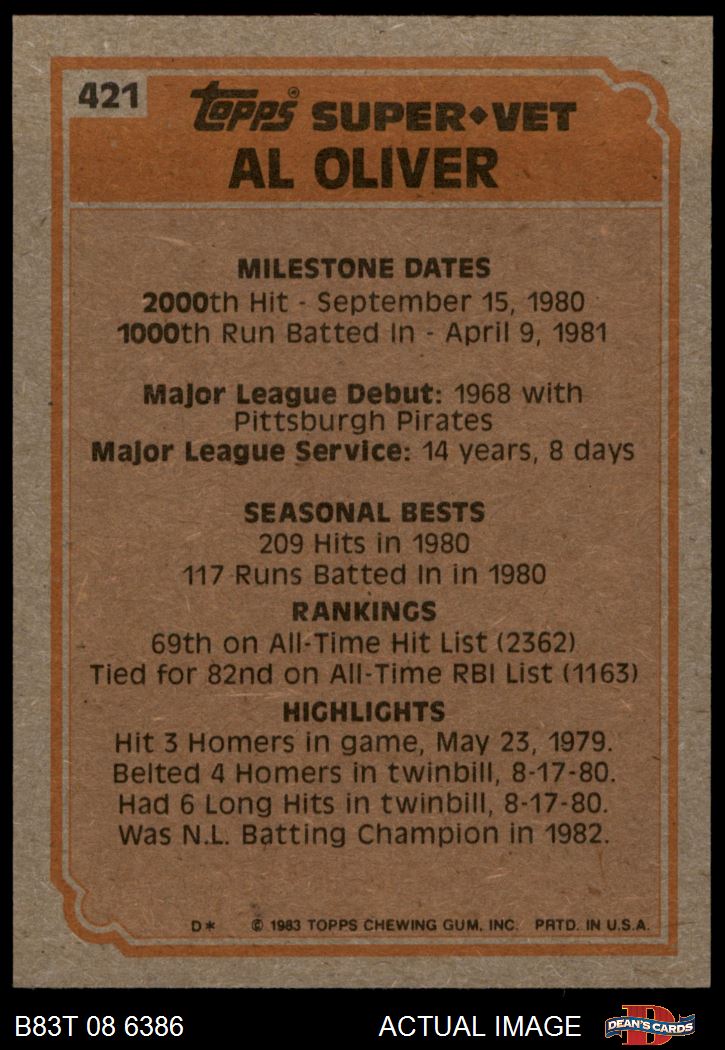 421
Topps SUPER◆VET
AL OLIVER
MILESTONE DATES
2000th Hit - September 15, 1980
1000th Run Batted In - April 9, 1981
Major League Debut: 1968 with
Pittsburgh Pirates
Major League Service: 14 years, 8 days
SEASONAL BESTS
209 Hits in 1980
117 Runs Batted In in 1980
RANKINGS
69th on All-Time Hit List (2362)
Tied for 82nd on All-Time RBI List (1163)
HIGHLIGHTS
Hit 3 Homers in game, May 23, 1979.
Belted 4 Homers in twinbill, 8-17-80.
Had 6 Long Hits in twinbill, 8-17-80.
Was N.L. Batting Champion in 1982.
D* © 1983 TOPPS CHEWING GUM, INC. PRTD. IN U.S.A.
B83T 08 6386 ACTUAL IMAGE DEAN'S CARDS